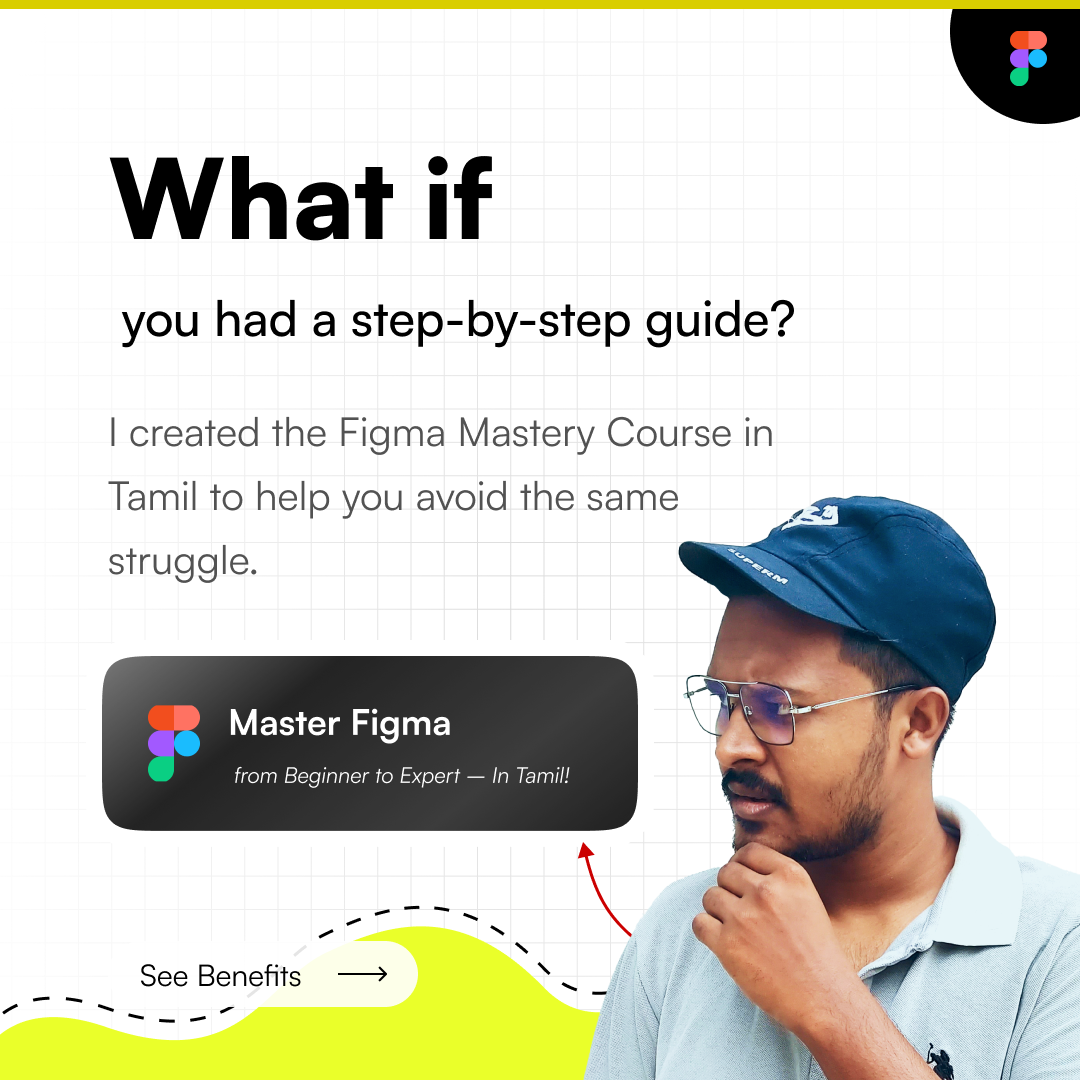 What if
you had a step-by-step guide?
I created the Figma Mastery Course in
Tamil to help you avoid the same
struggle.
SUPERM
Master Figma
from Beginner to Expert — In Tamil!
See Benefits